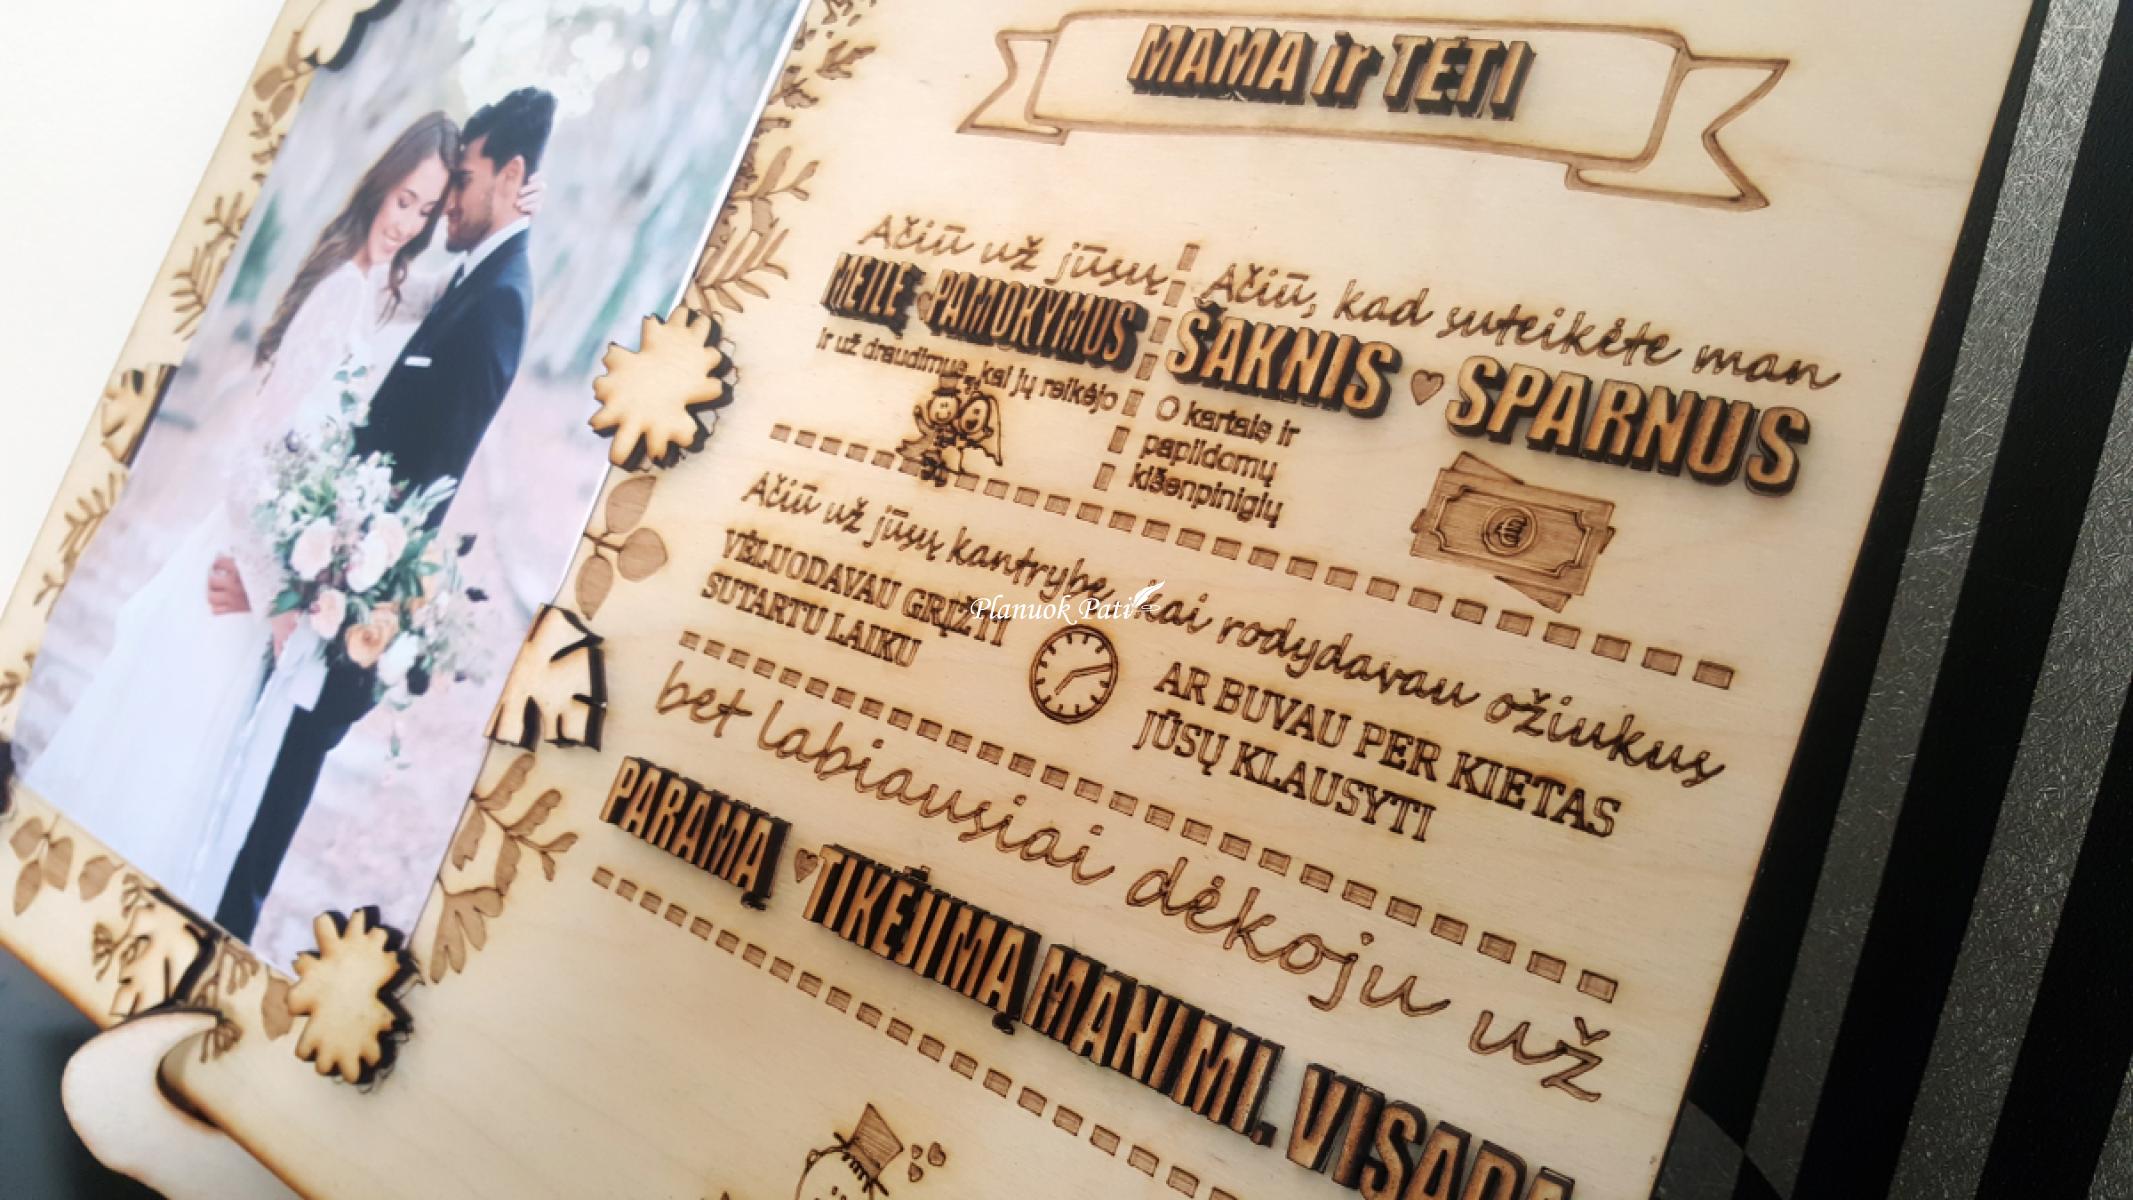 MAMA ir TĖTI
Ačiū už jūsų
MEILĘ PAMOKYMUS
ir už draudimus, kai jų reikėjo
Ačiū, kad suteikėte man
ŠAKNIS SPARNUS
O kartais ir
papildomų
kišenpinigių
Ačiū už jūsų kantrybę, kai rodydavau ožiukus
VĖLUODAVAU GRĮŽTI
SUTARTU LAIKU
AR BUVAU PER KIETAS
JŪSŲ KLAUSYTI
Planuok Pati
bet labiausiai dėkoju už
PARAMĄ TIKĖJIMĄ MANIMI. VISADA